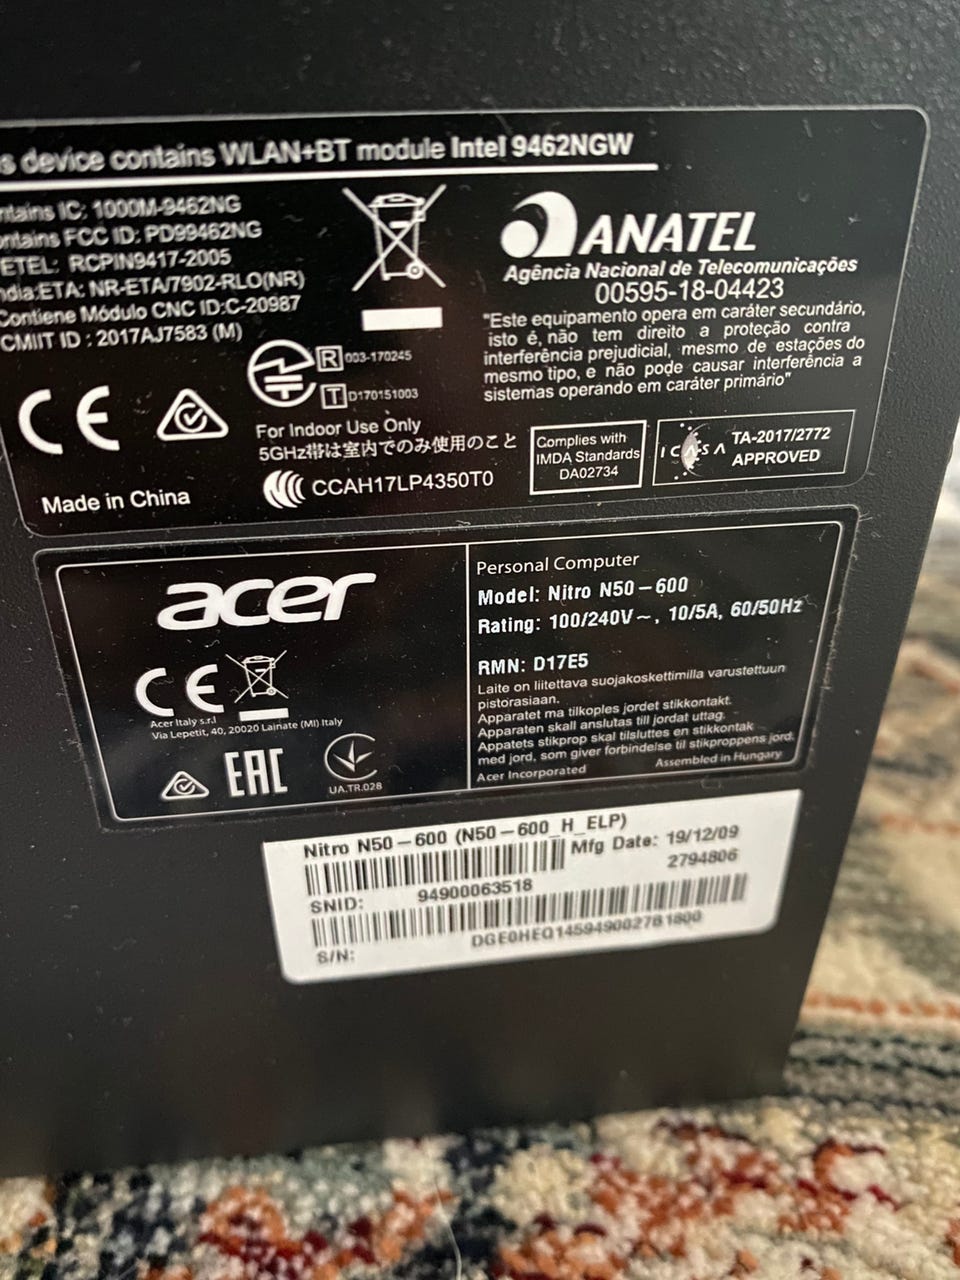 s device contains WLAN+BT module Intel 9462NGW
ntains IC: 1000M-9462NG
ontains FCC ID: PD99462NG
ETEL: RCPIN9417-2005
ndia:ETA: NR-ETA/7902-RLO(NR)
Contiene Módulo CNC ID:C-20987
CMIIT ID : 2017AJ7583 (M)
R 003-170245
T D170151003
ANATEL
Agência Nacional de Telecomunicações
00595-18-04423
"Este equipamento opera em caráter secundário,
isto é, não tem direito a proteção contra
interferência prejudicial, mesmo de estações do
mesmo tipo, e não pode causar interferência a
sistemas operando em caráter primário"
CE
For Indoor Use Only
5GHz帯は室内でのみ使用のこと
CCAH17LP4350T0
Made in China
Complies with
IMDA Standards
DA02734
ICASA
TA-2017/2772
APPROVED
acer
CE
Acer Italy s.r.l
Via Lepetit, 40, 20020 Lainate (MI) Italy
EAC
UA.TR.028
Personal Computer
Model: Nitro N50-600
Rating: 100/240V~, 10/5A, 60/50Hz
RMN: D17E5
Laite on liitettava suojakoskettimilla varustettuun
pistorasiaan.
Apparatet ma tilkoples jordet stikkontakt.
Apparaten skall anslutas till jordat uttag.
Appatets stikprop skal tilsluttes en stikkontak
med jord, som giver forbindelse til stikproppens jord.
Acer Incorporated
Assembled in Hungary
Nitro N50-600 (N50-600_H_ELP)
Mfg Date: 19/12/09
2794806
SNID: 94900063518
S/N: DGE0HEQ1459490027B1800